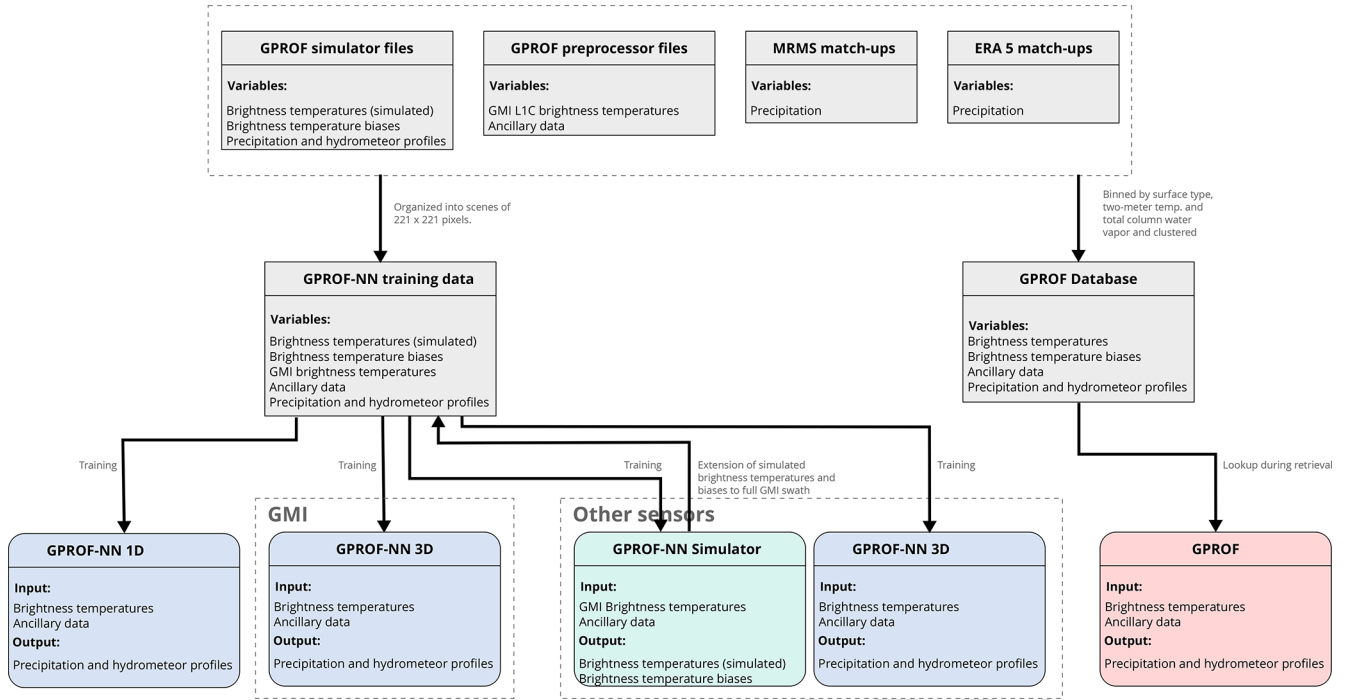 GPROF simulator files
Variables:
Brightness temperatures (simulated)
Brightness temperature biases
Precipitation and hydrometeor profiles
GPROF preprocessor files
Variables:
GMI L1C brightness temperatures
Ancillary data
MRMS match-ups
Variables:
Precipitation
ERA 5 match-ups
Variables:
Precipitation
Organized into scenes of
221 x 221 pixels.
Binned by surface type,
two-meter temp. and
total column water
vapor and clustered
GPROF-NN training data
Variables:
Brightness temperatures (simulated)
Brightness temperature biases
GMI brightness temperatures
Ancillary data
Precipitation and hydrometeor profiles
GPROF Database
Variables:
Brightness temperatures
Brightness temperature biases
Ancillary data
Precipitation and hydrometeor profiles
Training
Training
Training
Extension of simulated
brightness temperatures and
biases to full GMI swath
Training
Lookup during retrieval
GPROF-NN 1D
Input:
Brightness temperatures
Ancillary data
Output:
Precipitation and hydrometeor profiles
GMI
GPROF-NN 3D
Input:
Brightness temperatures
Ancillary data
Output:
Precipitation and hydrometeor profiles
Other sensors
GPROF-NN Simulator
Input:
GMI Brightness temperatures
Ancillary data
Output:
Brightness temperatures (simulated)
Brightness temperature biases
GPROF-NN 3D
Input:
Brightness temperatures
Ancillary data
Output:
Precipitation and hydrometeor profiles
GPROF
Input:
Brightness temperatures
Ancillary data
Output:
Precipitation and hydrometeor profiles